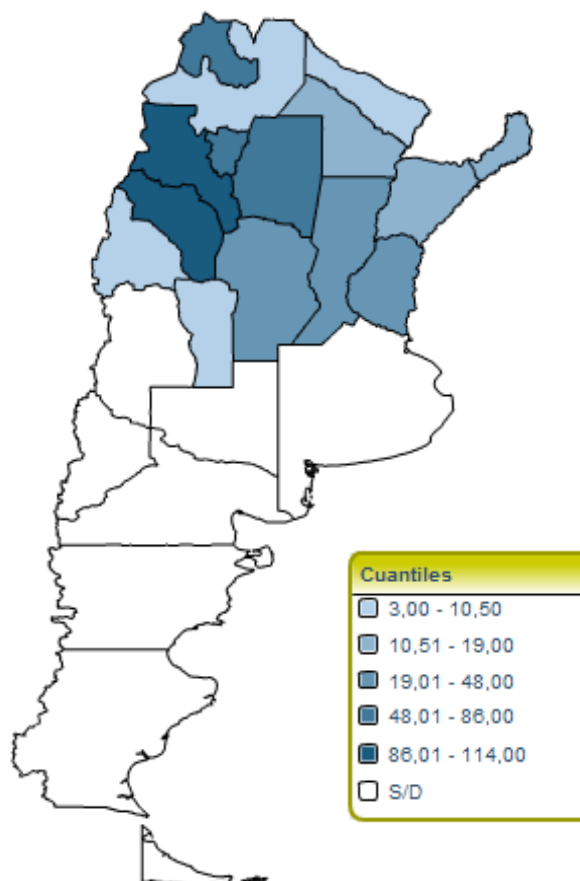 Cuantiles
3,00 - 10,50
10,51 - 19,00
19,01 - 48,00
48,01 - 86,00
86,01 - 114,00
S/D